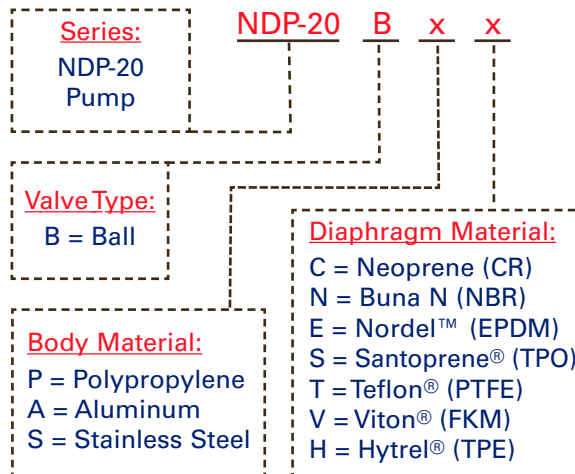 NDP-20 B x x
Series:
NDP-20
Pump
Valve Type:
B = Ball
Body Material:
P = Polypropylene
A = Aluminum
S = Stainless Steel
Diaphragm Material:
C = Neoprene (CR)
N = Buna N (NBR)
E = Nordel™ (EPDM)
S = Santoprene® (TPO)
T = Teflon® (PTFE)
V = Viton® (FKM)
H = Hytrel® (TPE)